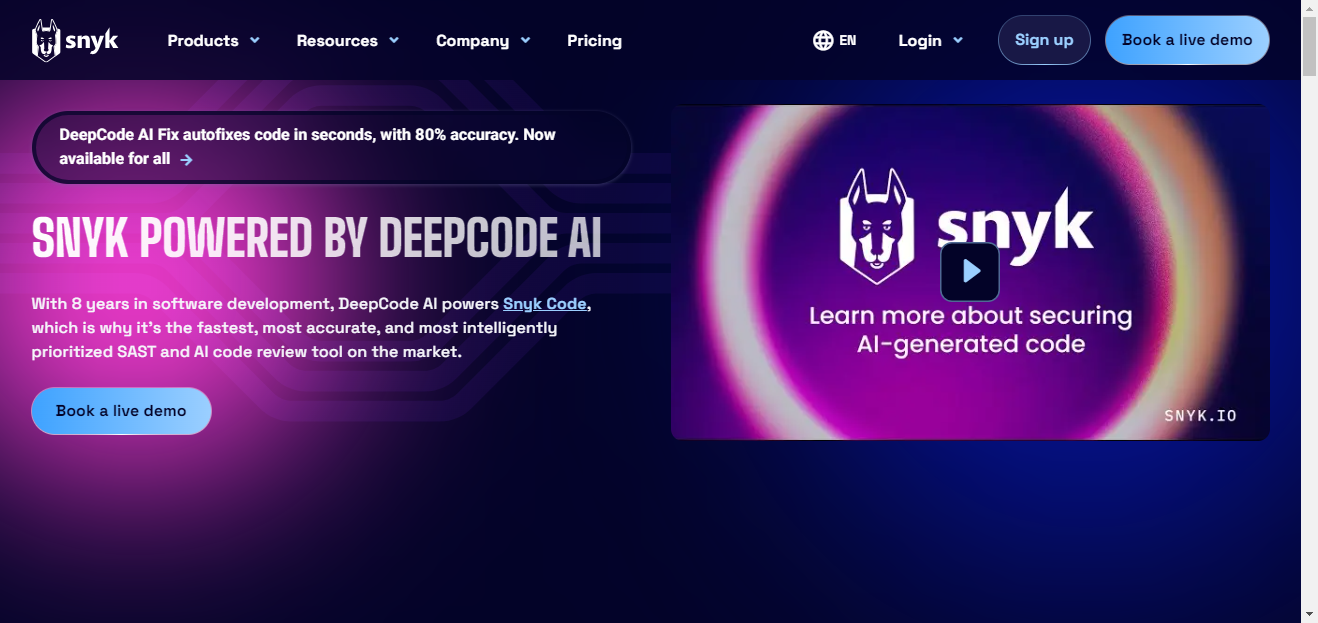 snyk
Products
Resources
Company
Pricing
EN
Login
Sign up
Book a live demo
DeepCode AI Fix autofixes code in seconds, with 80% accuracy. Now
available for all →
SNYK POWERED BY DEEPCODE AI
With 8 years in software development, DeepCode AI powers Snyk Code,
which is why it's the fastest, most accurate, and most intelligently
prioritized SAST and AI code review tool on the market.
Book a live demo
snyk
Learn more about securing
AI-generated code
SNYK.IO